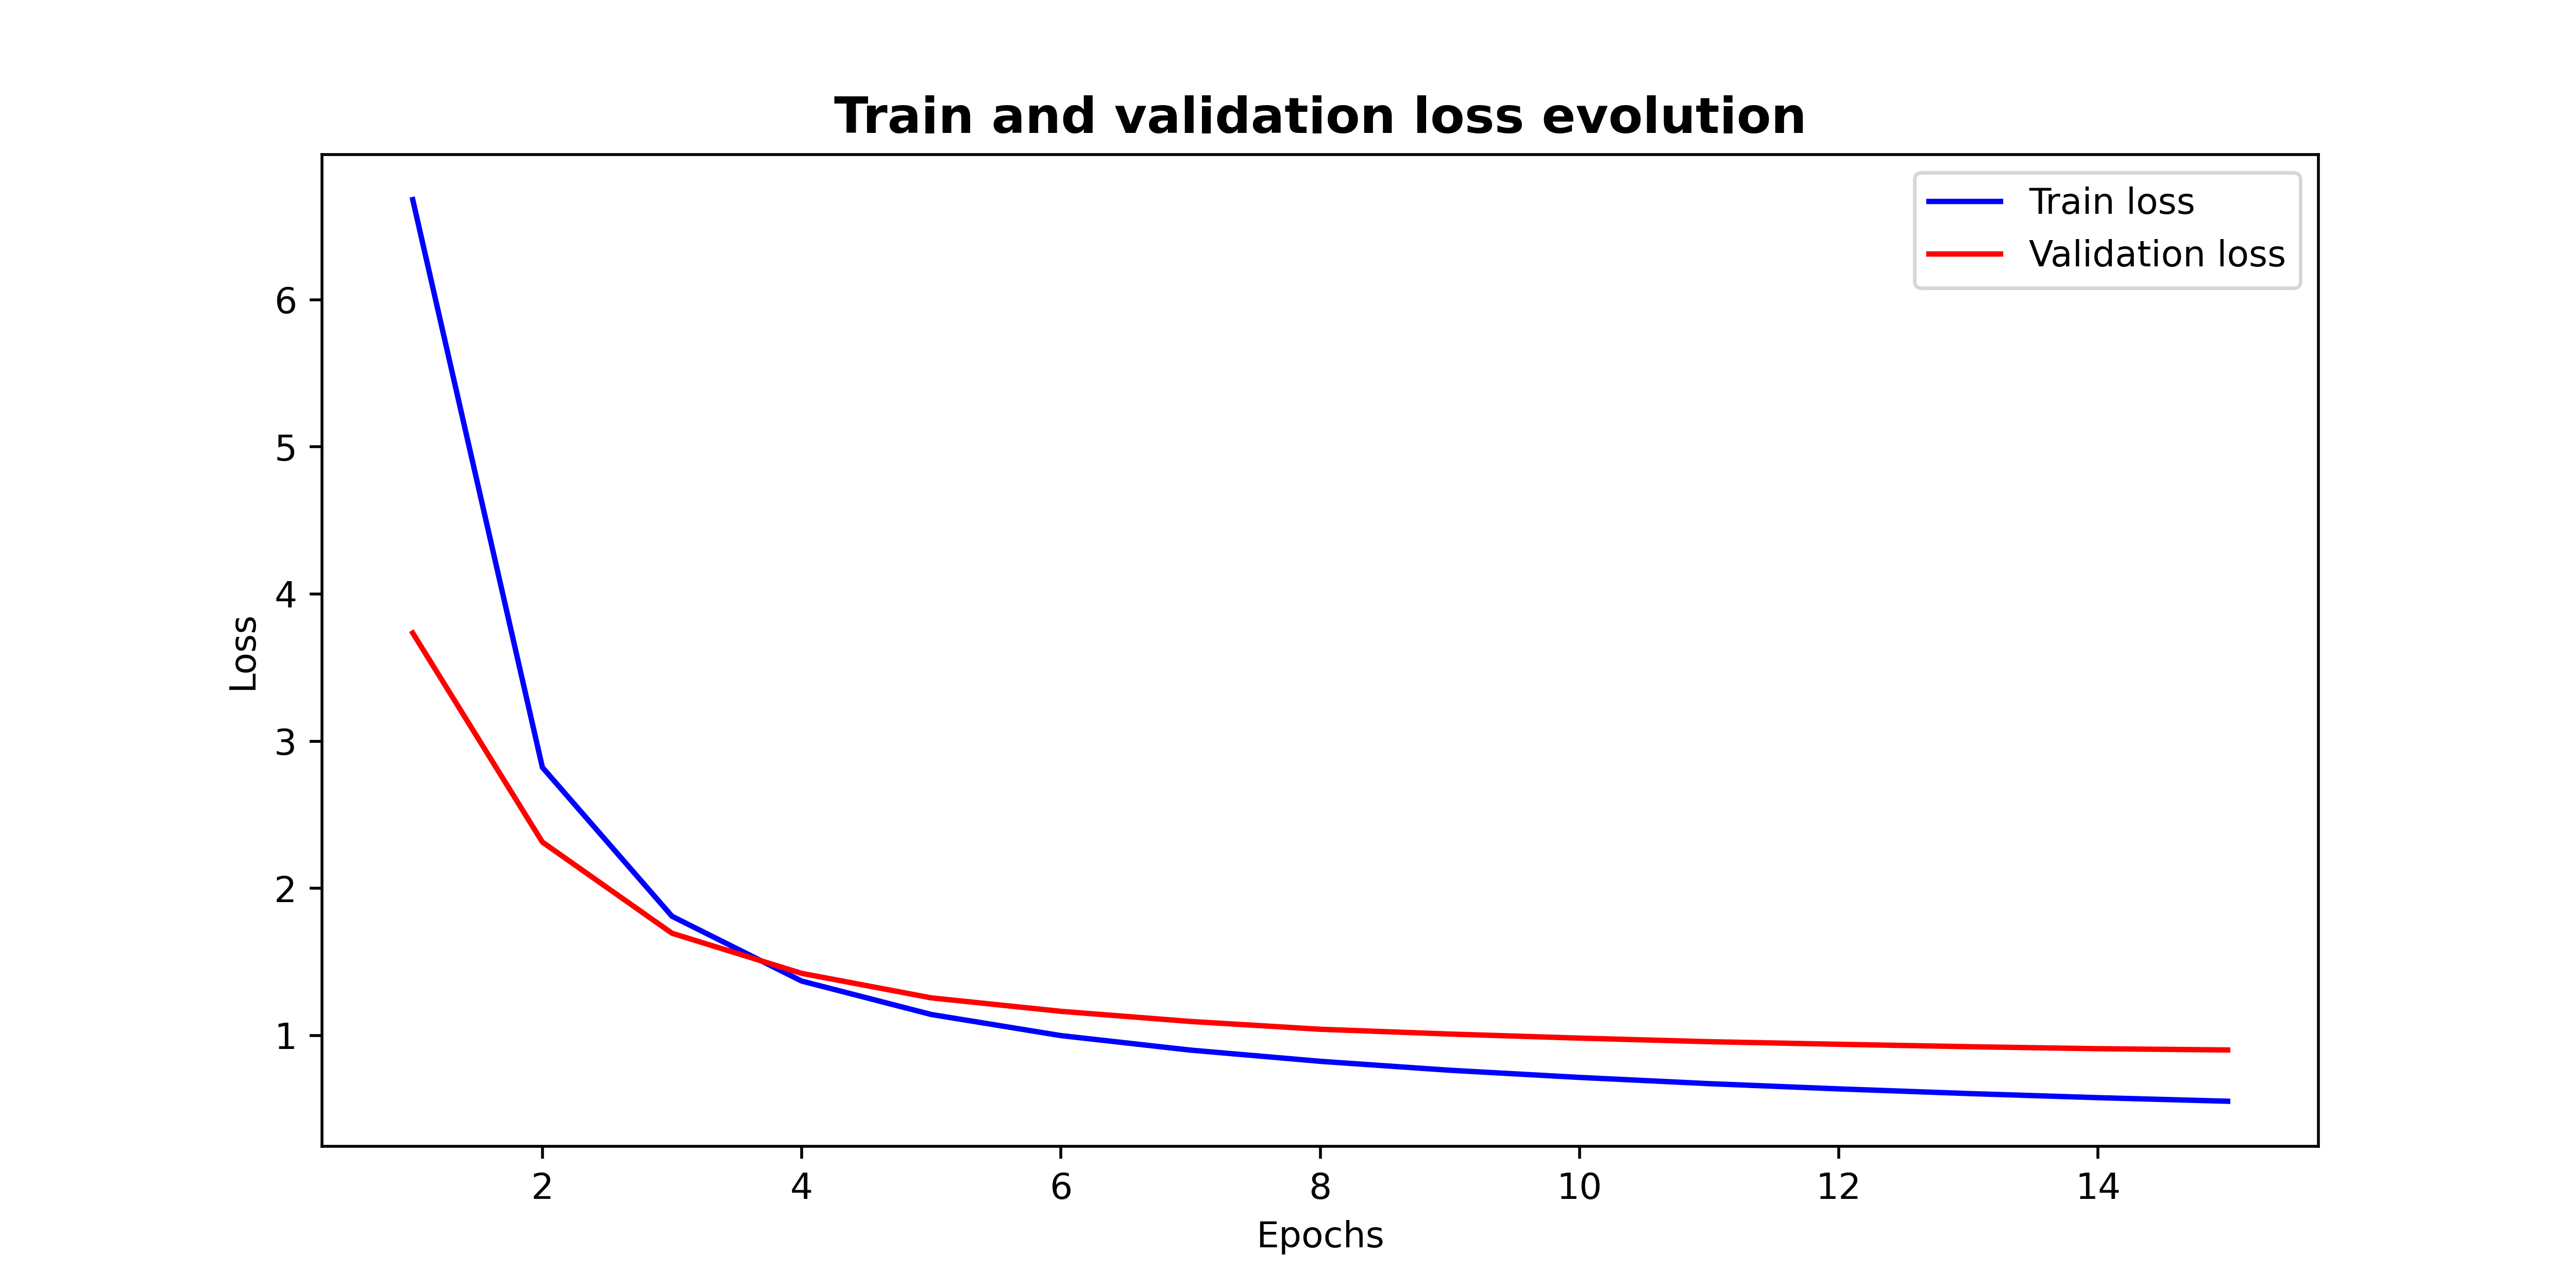 Train and validation loss evolution
Train loss
Validation loss
6
5
4
3
2
1
Loss
2 4 6 8 10 12 14
Epochs